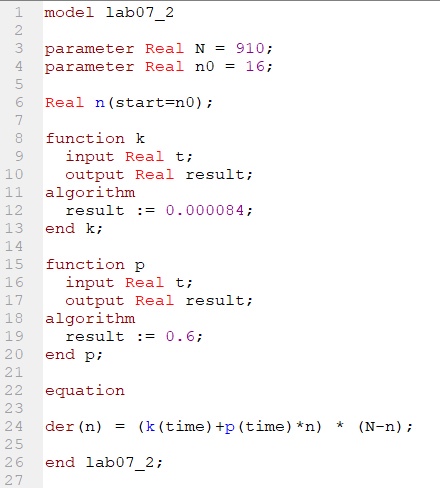 1 model lab07_2
2
3 parameter Real N = 910;
4 parameter Real n0 = 16;
5
6 Real n(start=n0);
7
8 function k
9   input Real t;
10   output Real result;
11 algorithm
12   result := 0.000084;
13 end k;
14
15 function p
16   input Real t;
17   output Real result;
18 algorithm
19   result := 0.6;
20 end p;
21
22 equation
23
24 der(n) = (k(time)+p(time)*n) * (N-n);
25
26 end lab07_2;
27